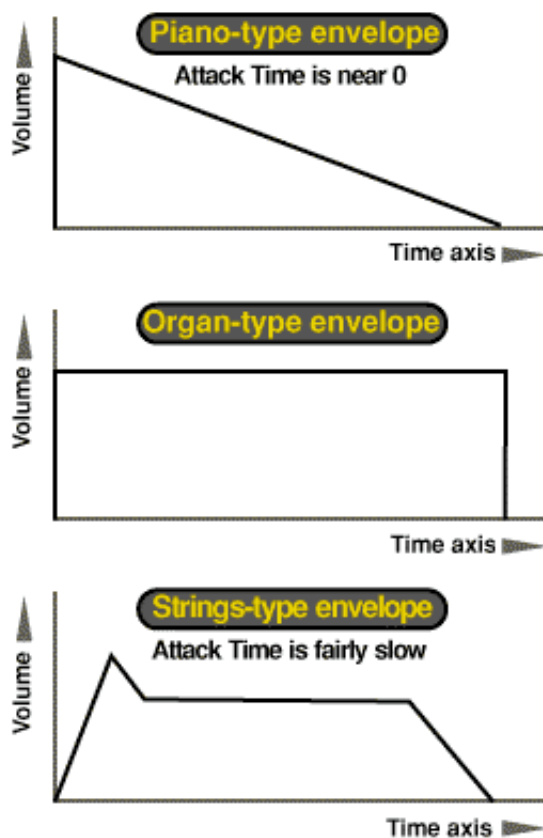 Piano-type envelope
Attack Time is near 0
Volume
Time axis
Organ-type envelope
Volume
Time axis
Strings-type envelope
Attack Time is fairly slow
Volume
Time axis